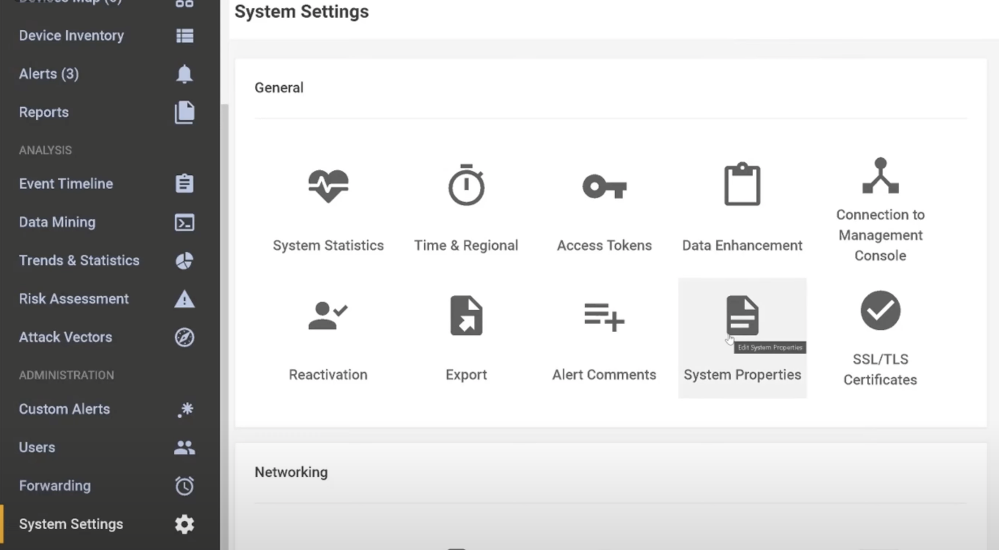 Devices Map
Device Inventory
Alerts (3)
Reports
ANALYSIS
Event Timeline
Data Mining
Trends & Statistics
Risk Assessment
Attack Vectors
ADMINISTRATION
Custom Alerts
Users
Forwarding
System Settings
System Settings
General
System Statistics
Time & Regional
Access Tokens
Data Enhancement
Connection to
Management
Console
Reactivation
Export
Alert Comments
Edit System Properties
System Properties
SSL/TLS
Certificates
Networking